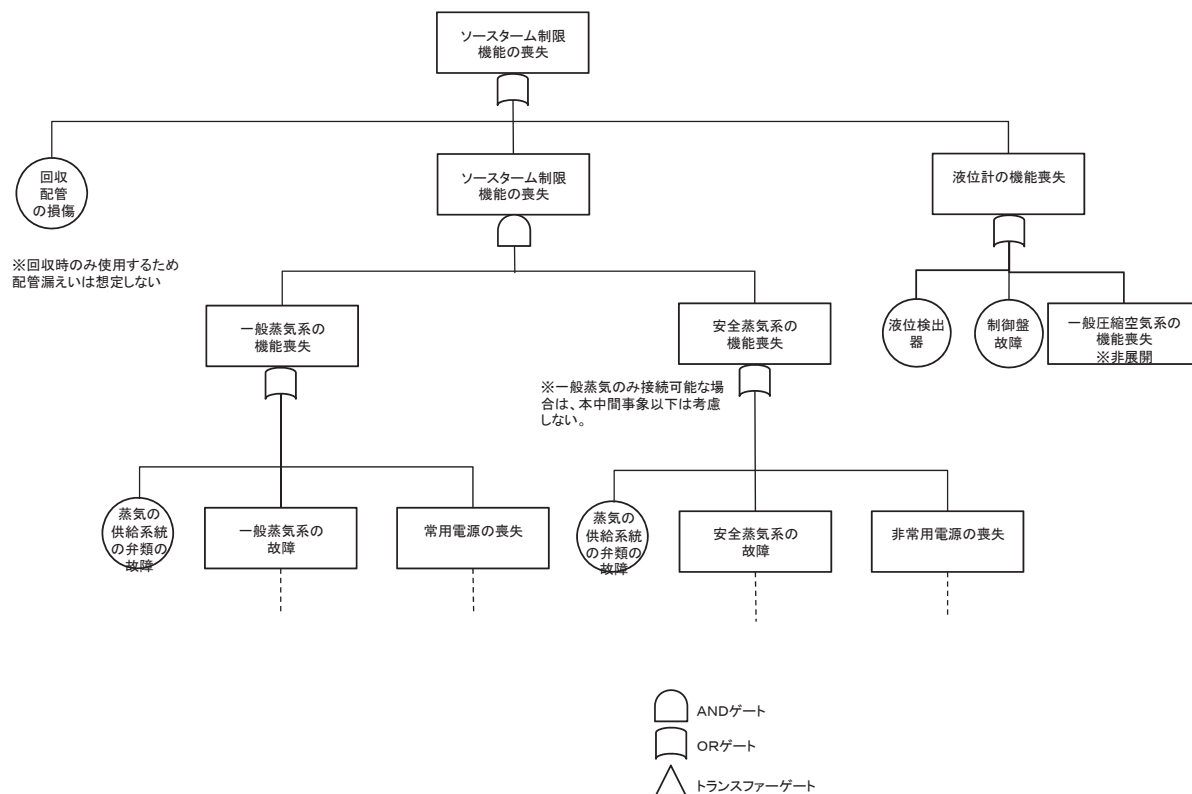 ソースターム制限
機能の喪失
回収
配管
の損傷
ソースターム制限
機能の喪失
液位計の機能喪失
※回収時のみ使用するため
配管漏えいは想定しない
一般蒸気系の
機能喪失
安全蒸気系の
機能喪失
液位検出
器
制御盤
故障
一般圧縮空気系の
機能喪失
※非展開
※一般蒸気のみ接続可能な場
合は、本中間事象以下は考慮
しない。
蒸気の
供給系統
の弁類の
故障
一般蒸気系の
故障
常用電源の喪失
蒸気の
供給系統
の弁類の
故障
安全蒸気系の
故障
非常用電源の喪失
ANDゲート
ORゲート
トランスファーゲート